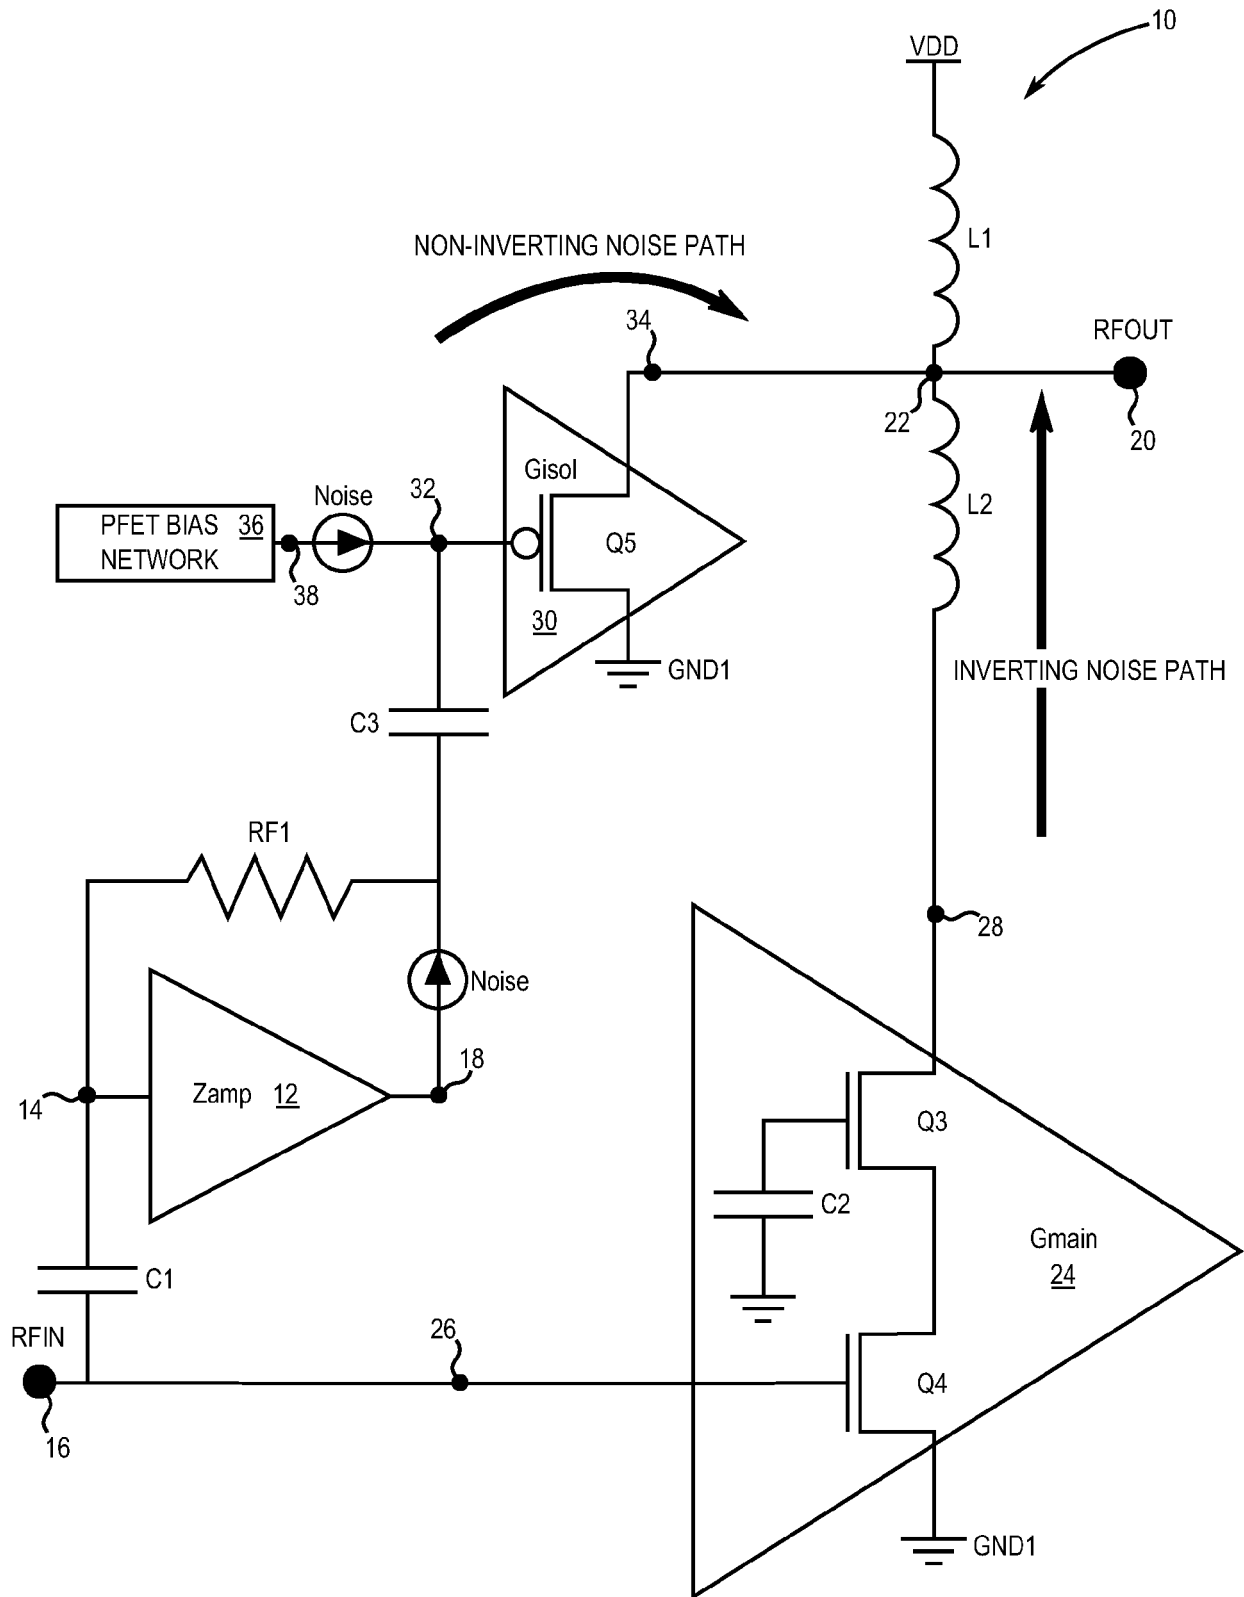 10
VDD
L1
NON-INVERTING NOISE PATH
34
RFOUT
22
20
Gisol
32
Noise
PFET BIAS 36
NETWORK
38
Q5
L2
30
GND1
INVERTING NOISE PATH
C3
RF1
28
Noise
18
Zamp 12
14
Q3
C2
Gmain
24
C1
RFIN
26
Q4
16
GND1